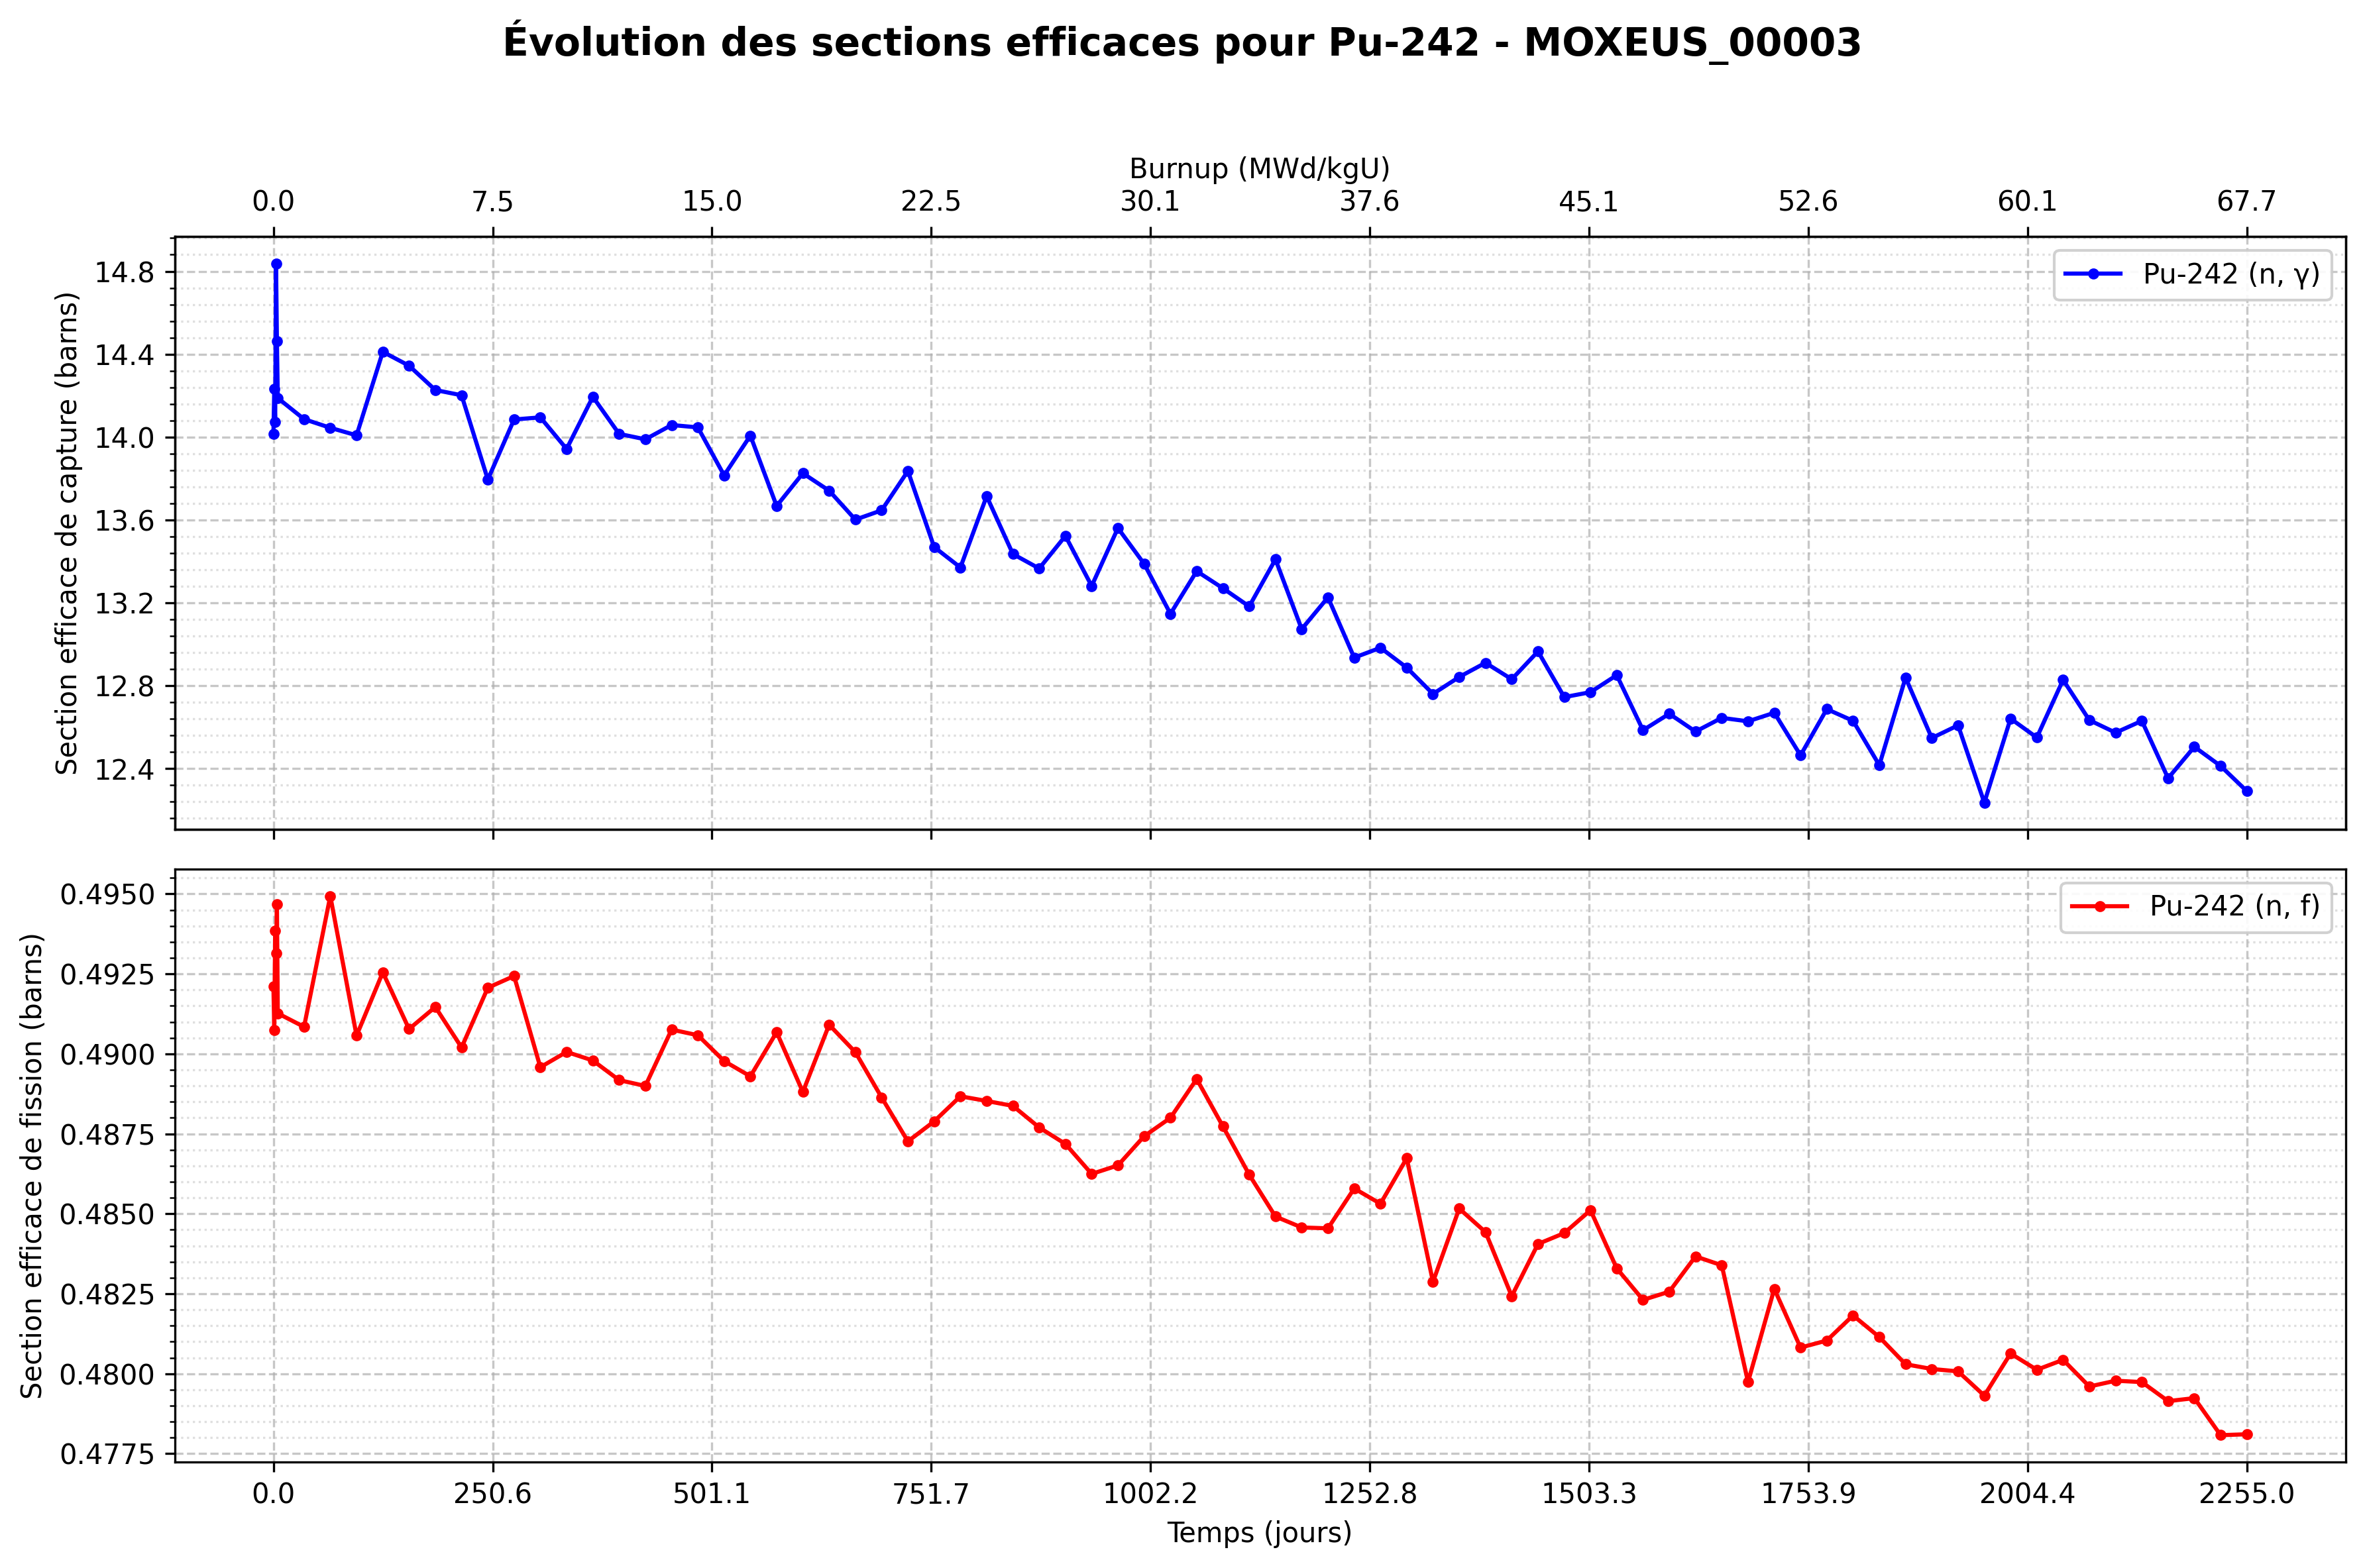 Évolution des sections efficaces pour Pu-242 - MOXEUS_00003
Burnup (MWd/kgU)
0.0 7.5 15.0 22.5 30.1 37.6 45.1 52.6 60.1 67.7
Section efficace de capture (barns)
14.8
14.4
14.0
13.6
13.2
12.8
12.4
Pu-242 (n, γ)
Section efficace de fission (barns)
0.4950
0.4925
0.4900
0.4875
0.4850
0.4825
0.4800
0.4775
Pu-242 (n, f)
0.0 250.6 501.1 751.7 1002.2 1252.8 1503.3 1753.9 2004.4 2255.0
Temps (jours)